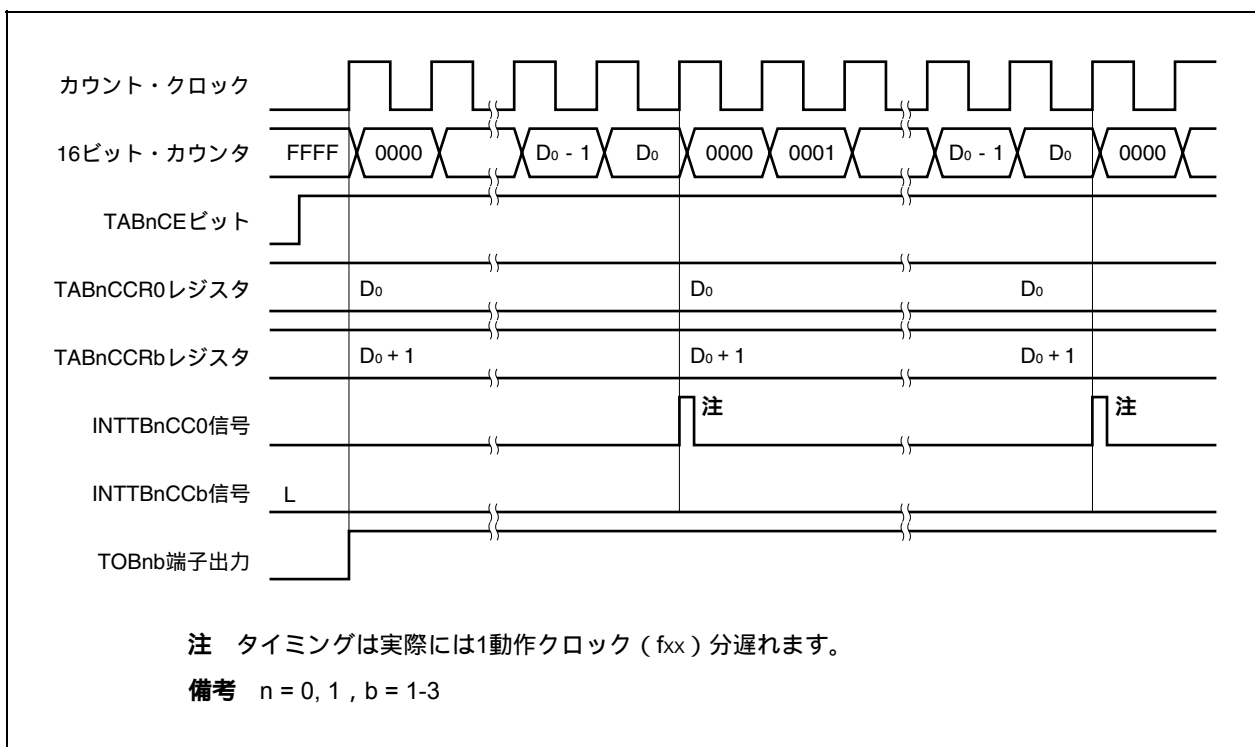 カウント・クロック
16ビット・カウンタ FFFF 0000 D0 - 1 D0 0000 0001 D0 - 1 D0 0000
TABnCEビット
TABnCCR0レジスタ D0 D0 D0
TABnCCRbレジスタ D0 + 1 D0 + 1 D0 + 1
INTTBnCC0信号 注 注
INTTBnCCb信号 L
TOBnb端子出力
注 タイミングは実際には1動作クロック（fxx）分遅れます。
備考 n = 0, 1 , b = 1-3